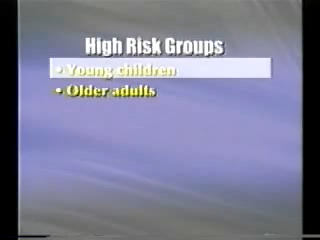 High Risk Groups
• Young children
• Older adults